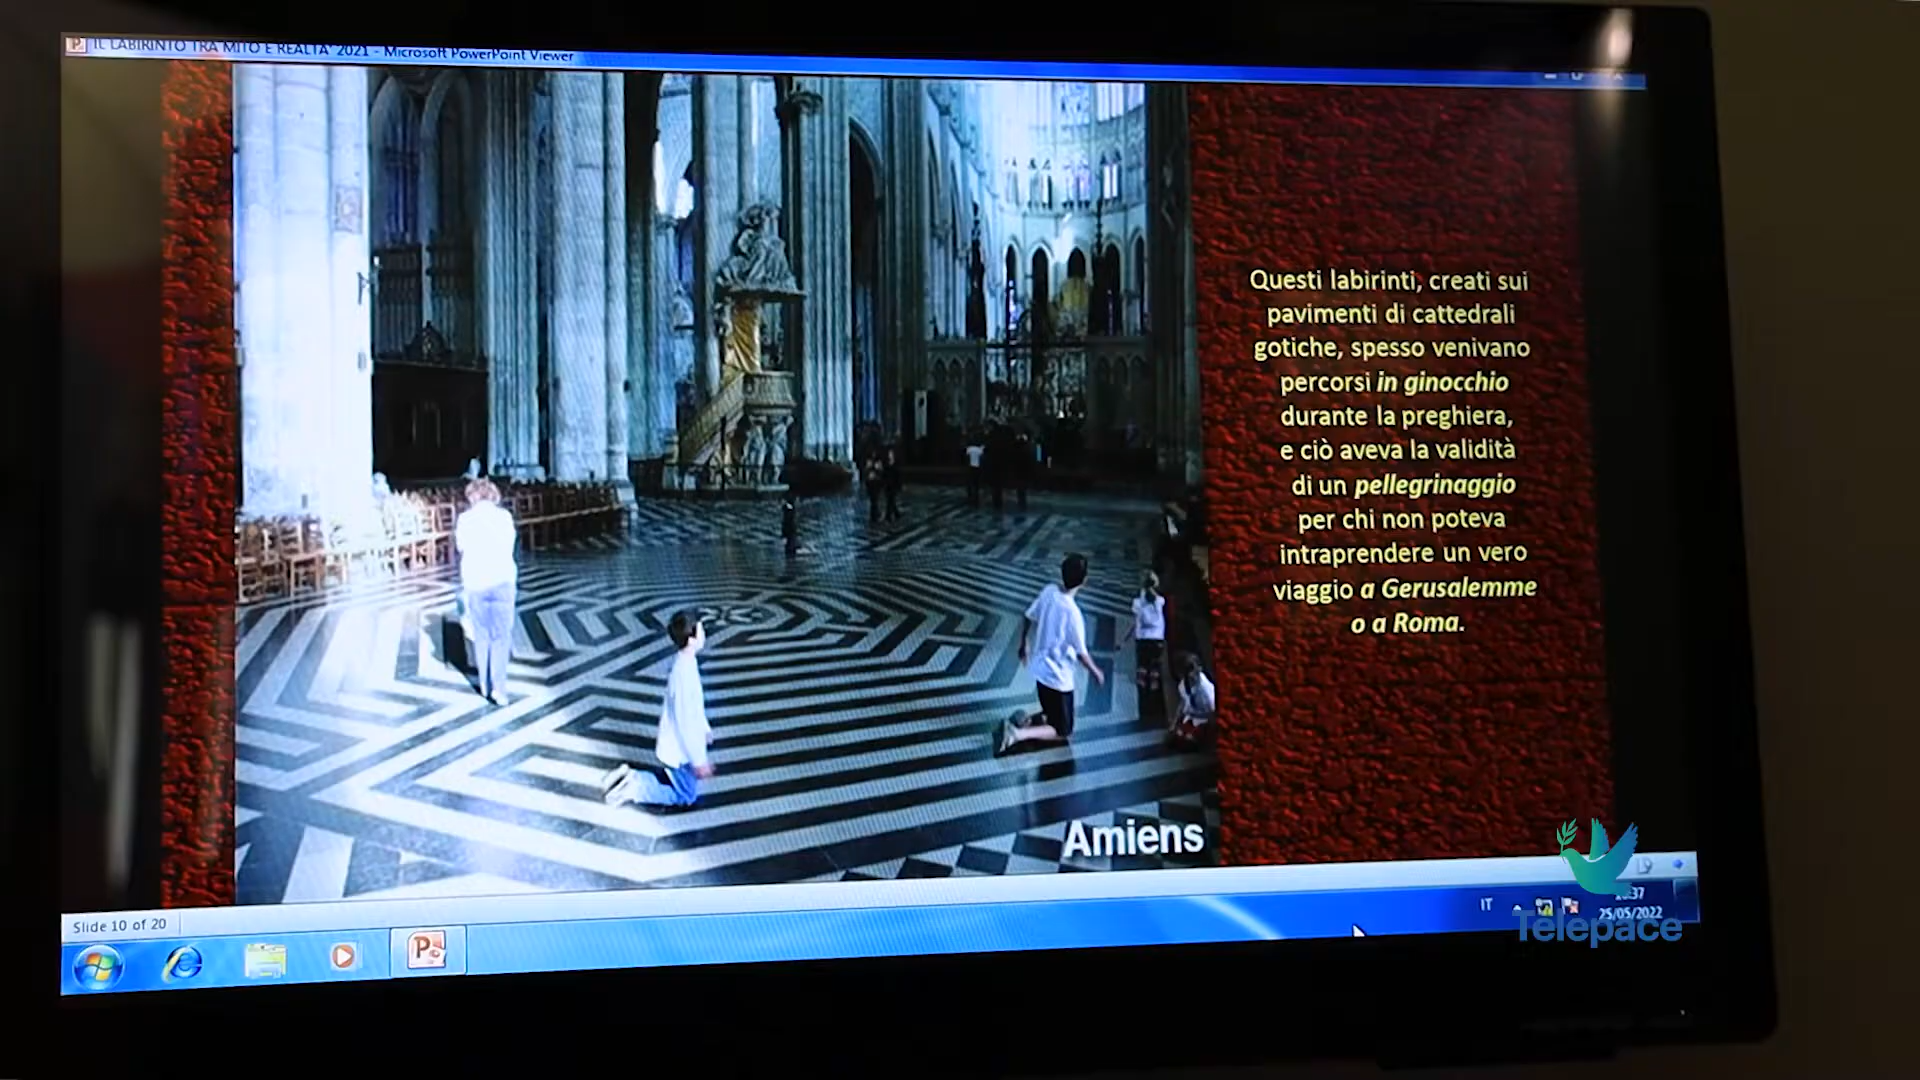 IL LABIRINTO TRA MITO E REALTA' 2021 - Microsoft PowerPoint Viewer
Questi labirinti, creati sui
pavimenti di cattedrali
gotiche, spesso venivano
percorsi in ginocchio
durante la preghiera,
e ciò aveva la validità
di un pellegrinaggio
per chi non poteva
intraprendere un vero
viaggio a Gerusalemme
o a Roma.
Amiens
Slide 10 of 20
IT
25/05/2022
Telepace